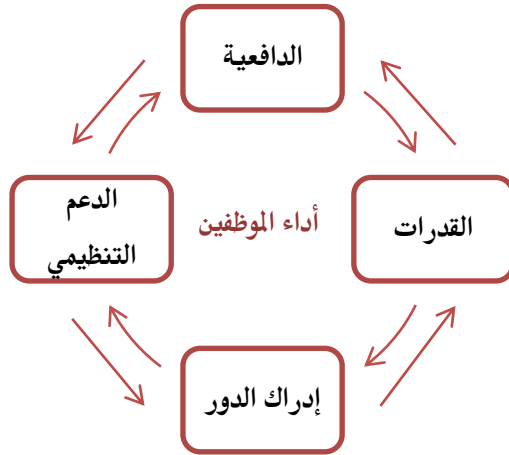 الدافعية
القدرات
أداء الموظفين
الدعم
التنظيمي
إدراك الدور